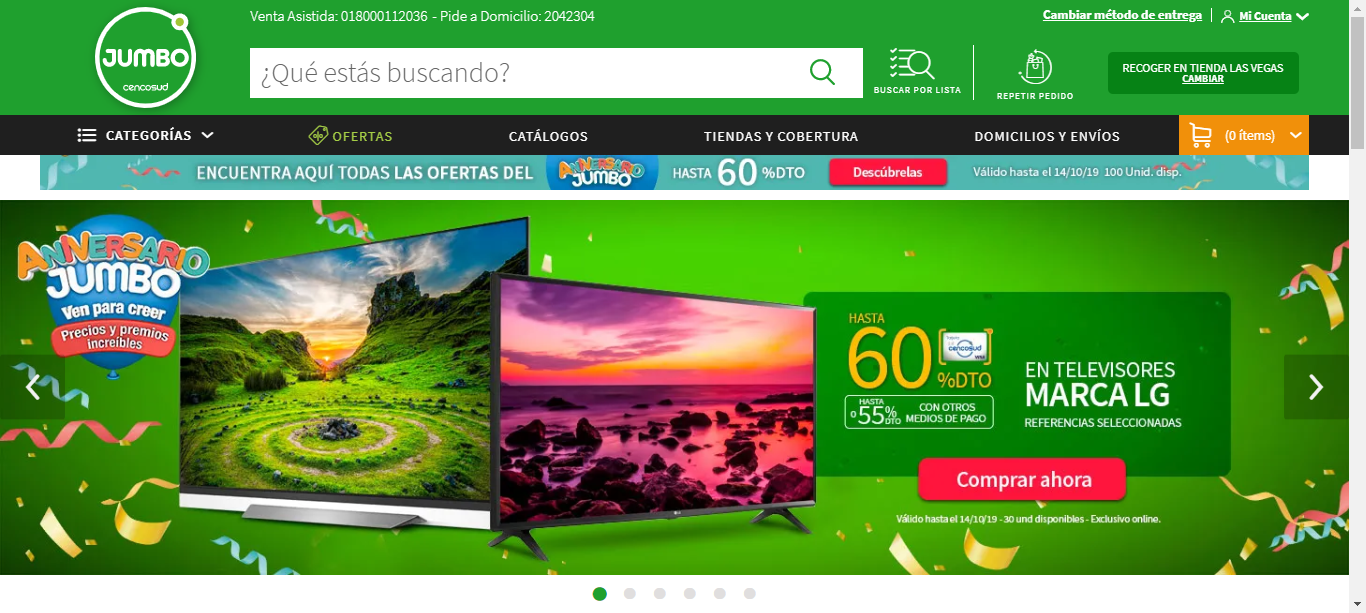 Venta Asistida: 018000112036 - Pide a Domicilio: 2042304
Cambiar método de entrega
Mi Cuenta
JUMBO
cencosud
¿Qué estás buscando?
BUSCAR POR LISTA
REPETIR PEDIDO
RECOGER EN TIENDA LAS VEGAS
CAMBIAR
CATEGORÍAS
OFERTAS
CATÁLOGOS
TIENDAS Y COBERTURA
DOMICILIOS Y ENVÍOS
(0 ítems)
ENCUENTRA AQUÍ TODAS LAS OFERTAS DEL
ANIVERSARIO
JUMBO
HASTA 60 %DTO
Descúbrelas
Válido hasta el 14/10/19 100 Unid. disp.
ANIVERSARIO
JUMBO
Ven para creer
Precios y premios
increíbles
HASTA
60 %DTO
cencosud
o HASTA 55% DTO
CON OTROS
MEDIOS DE PAGO
EN TELEVISORES
MARCA LG
REFERENCIAS SELECCIONADAS
Comprar ahora
LG
Válido hasta el 14/10/19 -30 und disponibles - Exclusivo online.